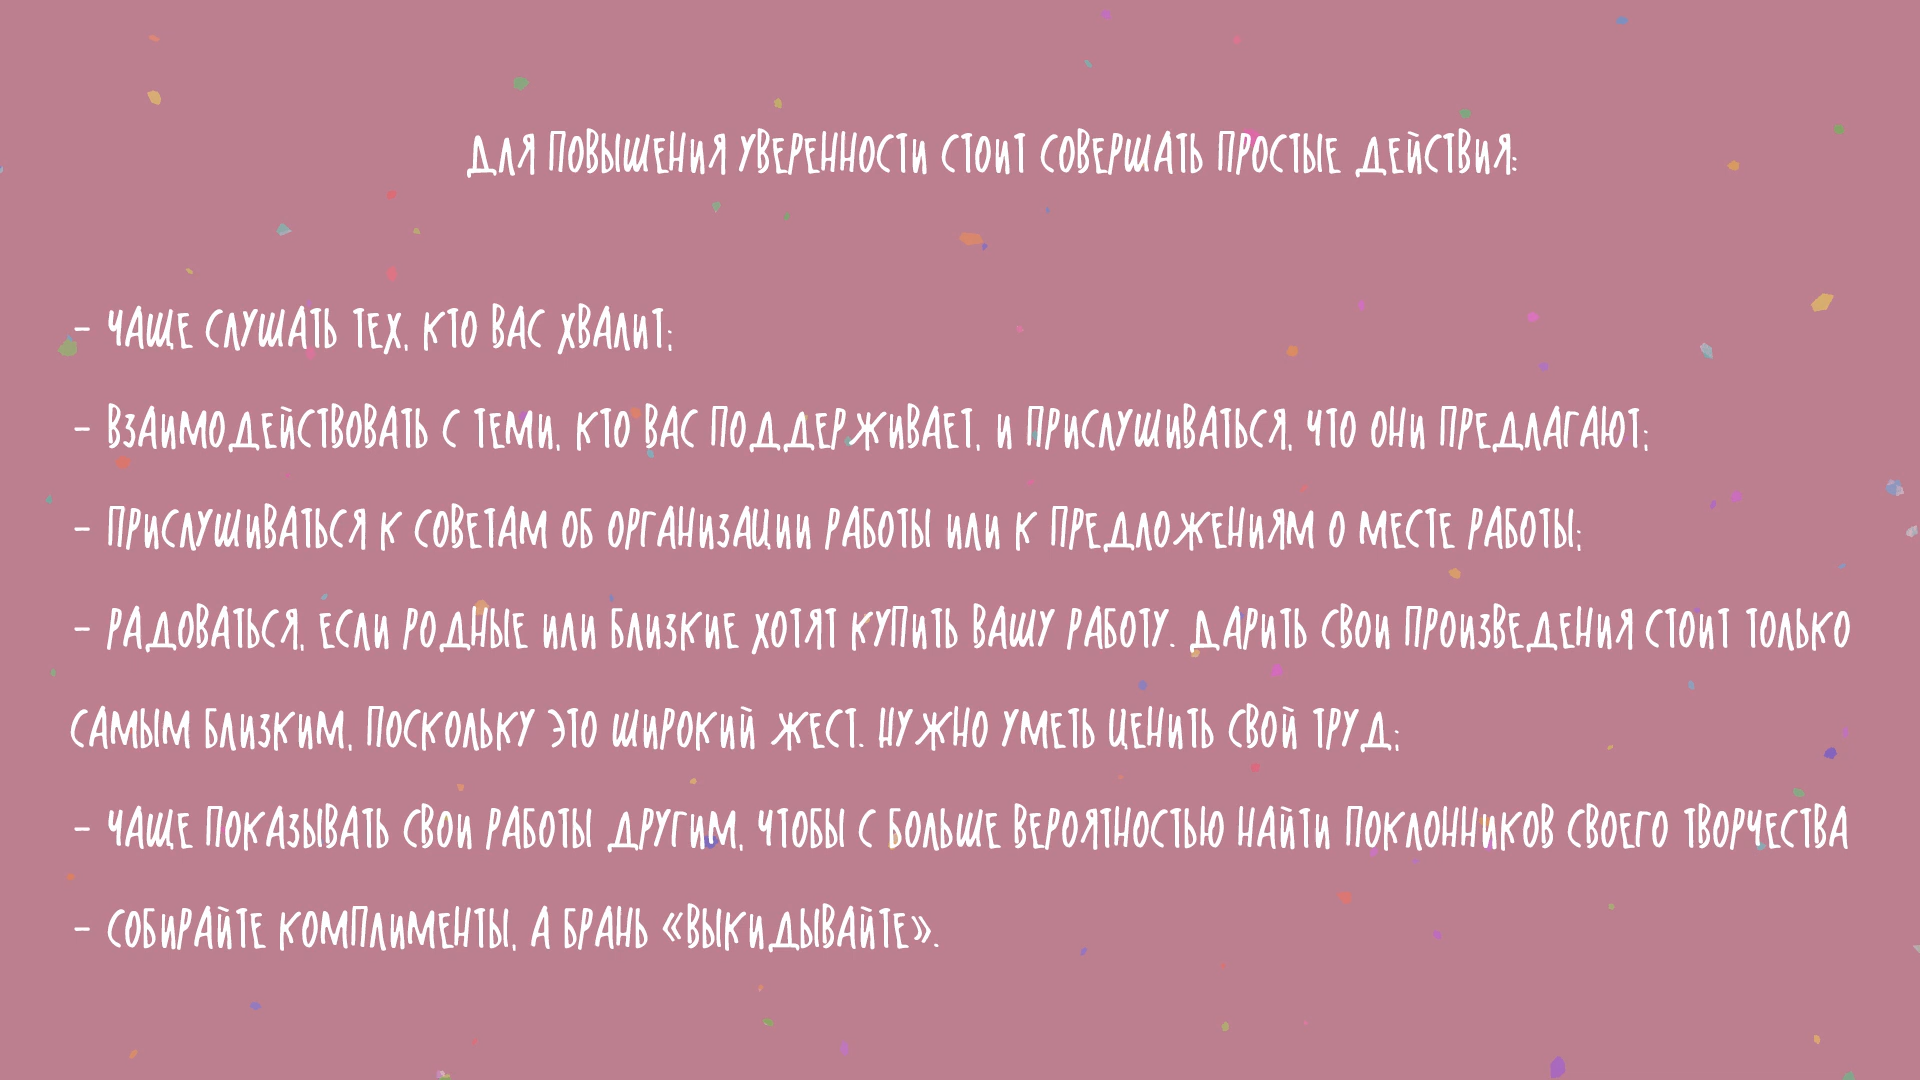 Для повышения уверенности стоит совершать простые действия:
- чаще слушать тех, кто вас хвалит;
- взаимодействовать с теми, кто вас поддерживает, и прислушиваться, что они предлагают;
- прислушиваться к советам об организации работы или к предложениям о месте работы;
- радоваться, если родные или близкие хотят купить вашу работу. Дарить свои произведения стоит только
самым близким, поскольку это широкий жест. Нужно уметь ценить свой труд;
- чаще показывать свои работы другим, чтобы с больше вероятностью найти поклонников своего творчества
- собирайте комплименты, а брань «выкидывайте».